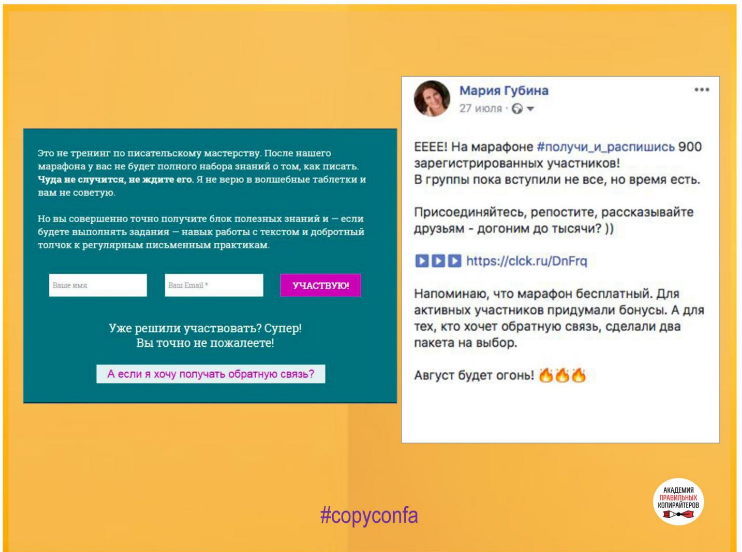 Это не тренинг по писательскому мастерству. После нашего
марафона у вас не будет полного набора знаний о том, как писать.
Чуда не случится, не ждите его. Я не верю в волшебные таблетки и
вам не советую.
Но вы совершенно точно получите блок полезных знаний и — если
будете выполнять задания — навык работы с текстом и добротный
толчок к регулярным письменным практикам.
Ваше имя
Ваш Email *
УЧАСТВУЮ!
Уже решили участвовать? Супер!
Вы точно не пожалеете!
А если я хочу получать обратную связь?
Мария Губина
27 июля ·
ЕЕЕЕ! На марафоне #получи_и_распишись 900
зарегистрированных участников!
В группы пока вступили не все, но время есть.
Присоединяйтесь, репостите, рассказывайте
друзьям - догоним до тысячи? ))
https://clck.ru/DnFrq
Напоминаю, что марафон бесплатный. Для
активных участников придумали бонусы. А для
тех, кто хочет обратную связь, сделали два
пакета на выбор.
Август будет огонь!
#copyconfa
АКАДЕМИЯ
ПРАВИЛЬНЫХ
КОПИРАЙТЕРОВ